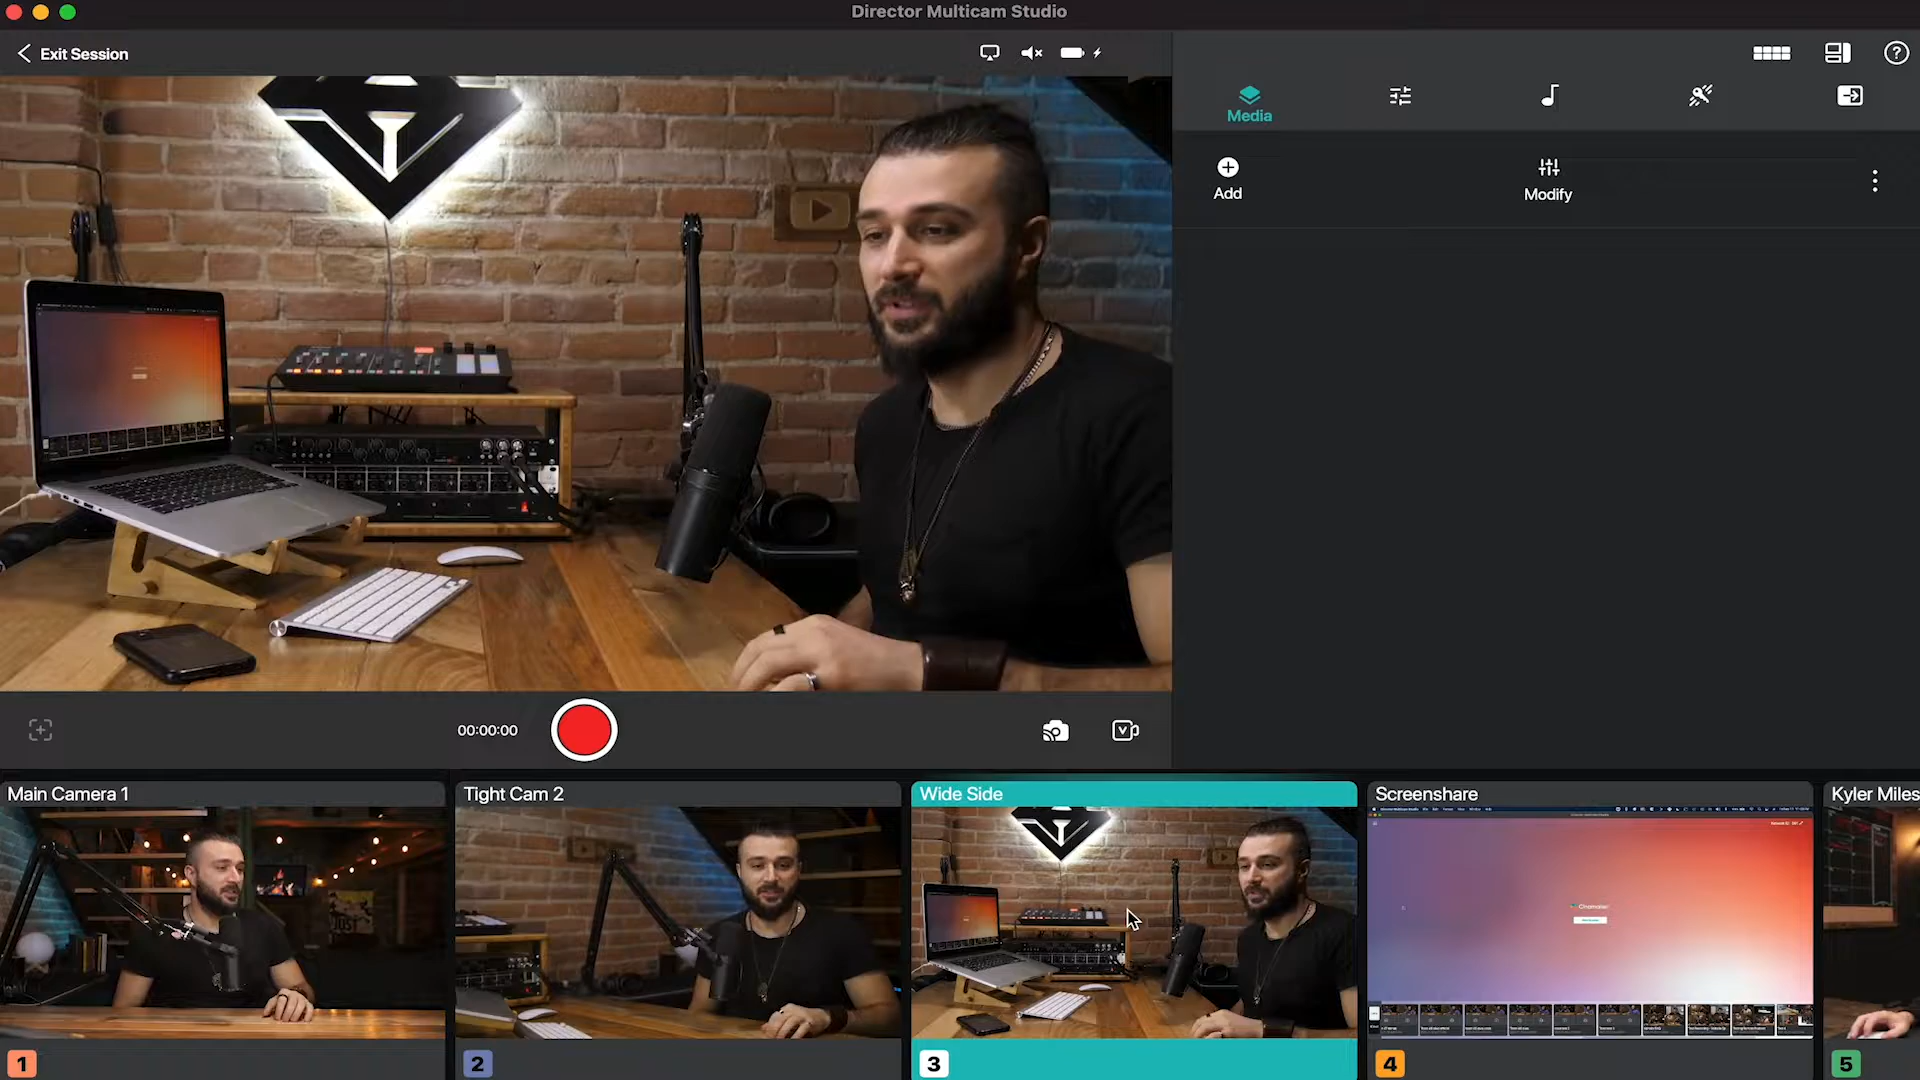 Director Multicam Studio
Exit Session
Media
Add
Modify
00:00:00
Main Camera 1
Tight Cam 2
Wide Side
Screenshare
Kyler Miles
1
2
3
4
5